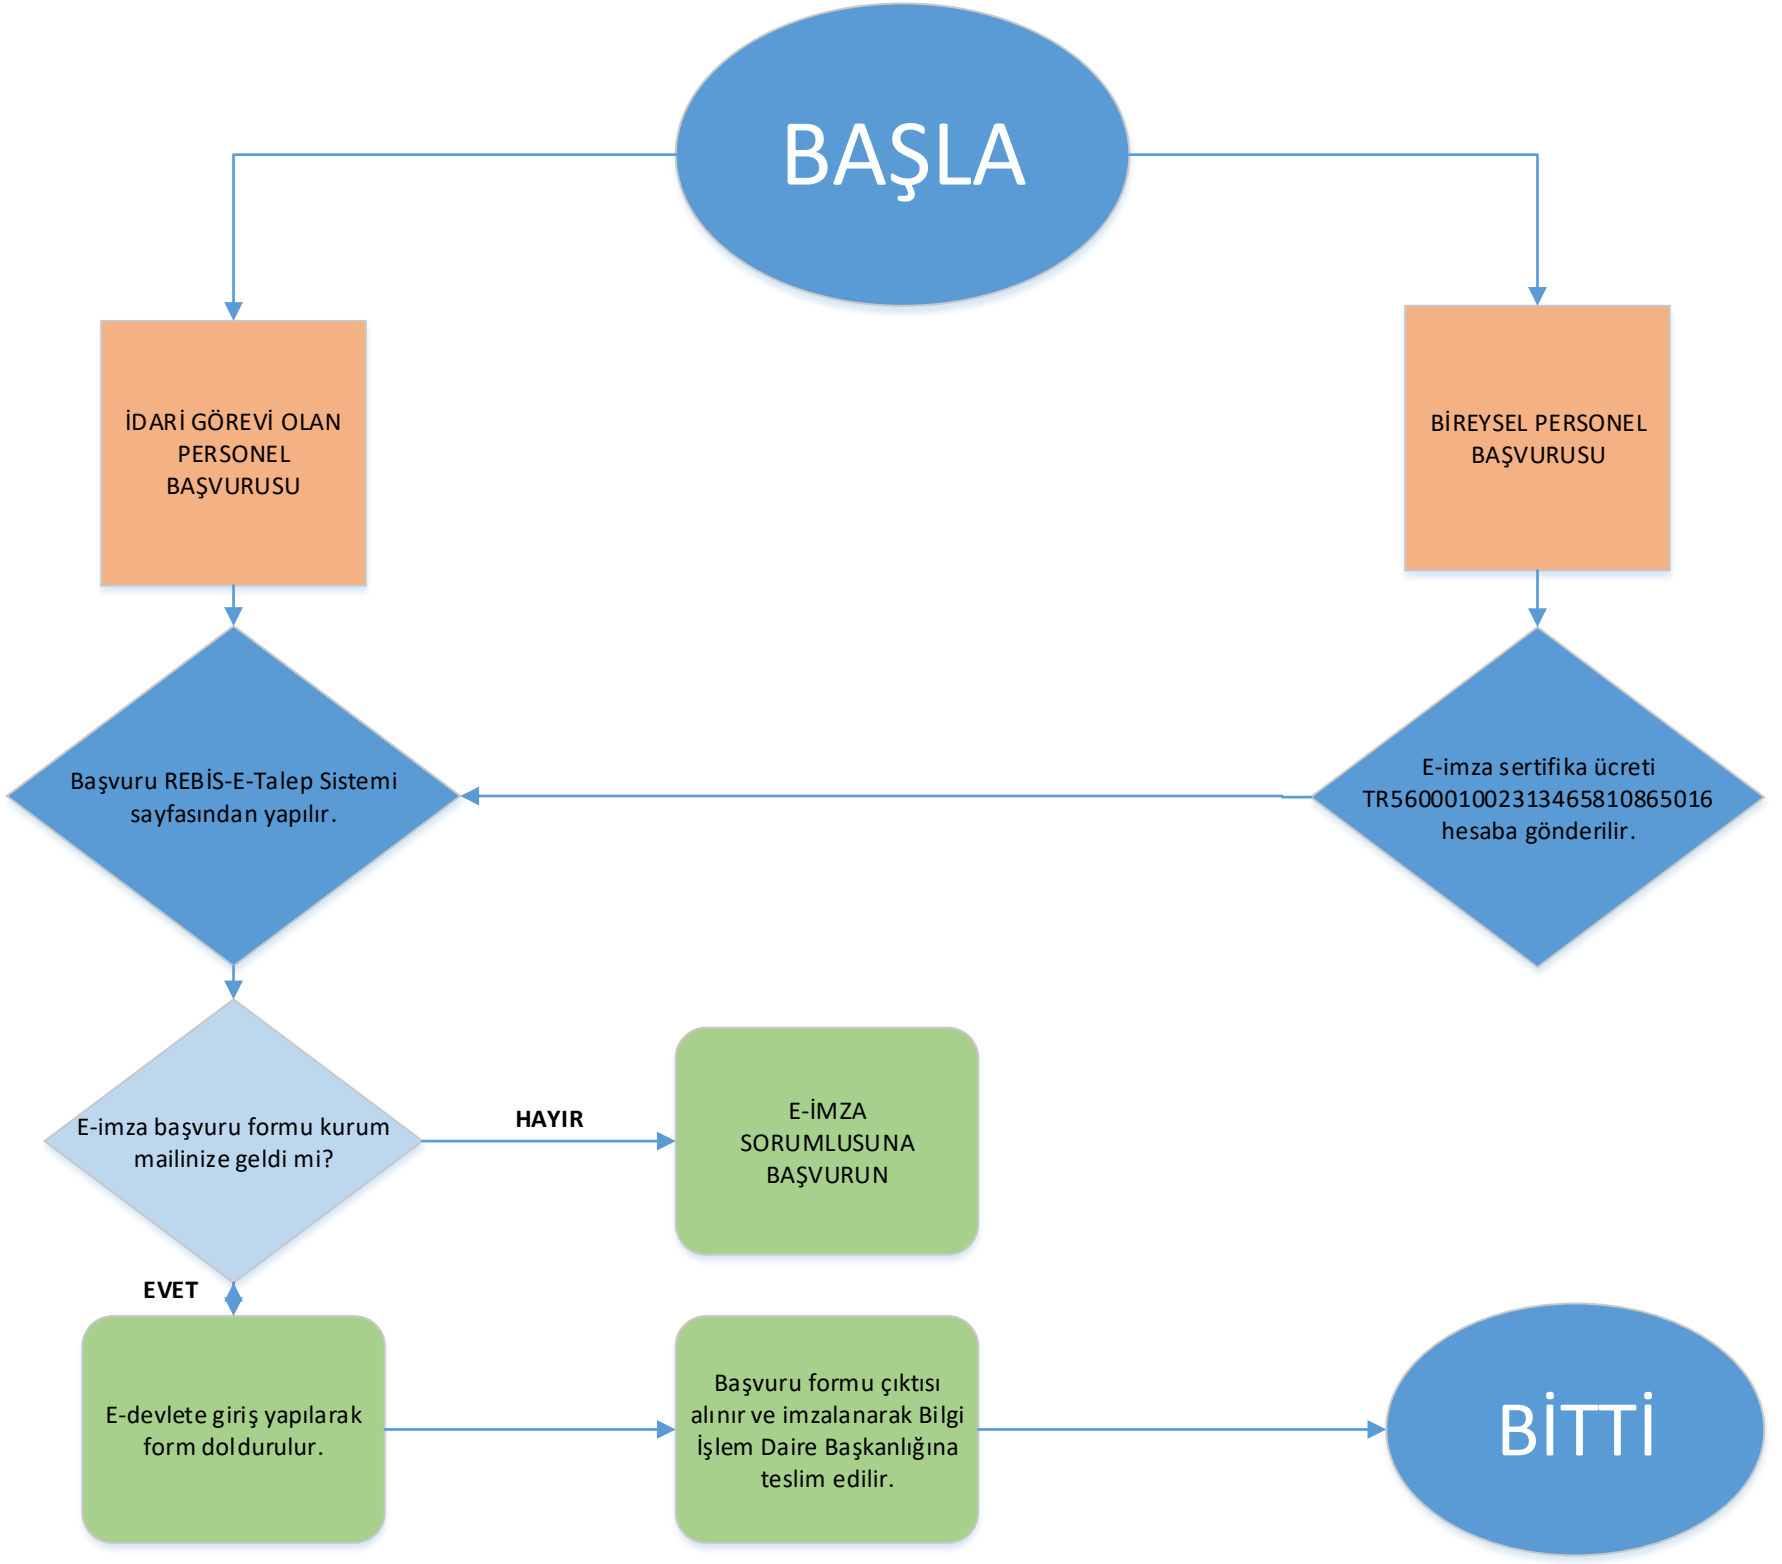 BAŞLA
İDARİ GÖREVİ OLAN
PERSONEL
BAŞVURUSU
BİREYSEL PERSONEL
BAŞVURUSU
Başvuru REBİS-E-Talep Sistemi
sayfasından yapılır.
E-imza sertifika ücreti
TR560001002313465810865016
hesaba gönderilir.
E-imza başvuru formu kurum
mailinize geldi mi?
HAYIR
E-İMZA
SORUMLUSUNA
BAŞVURUN
EVET
E-devlete giriş yapılarak
form doldurulur.
Başvuru formu çıktısı
alınır ve imzalanarak Bilgi
İşlem Daire Başkanlığına
teslim edilir.
BİTTİ